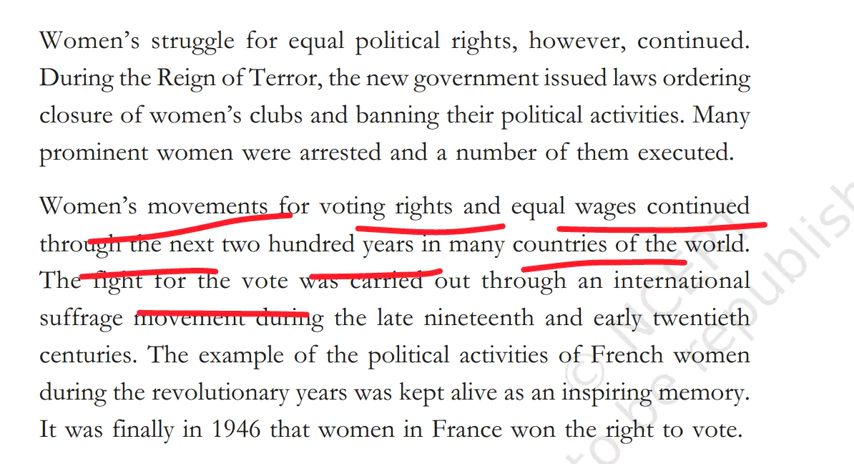 Women’s struggle for equal political rights, however, continued.
During the Reign of Terror, the new government issued laws ordering
closure of women’s clubs and banning their political activities. Many
prominent women were arrested and a number of them executed.
Women’s movements for voting rights and equal wages continued
through the next two hundred years in many countries of the world.
The fight for the vote was carried out through an international
suffrage movement during the late nineteenth and early twentieth
centuries. The example of the political activities of French women
during the revolutionary years was kept alive as an inspiring memory.
It was finally in 1946 that women in France won the right to vote.
© NCERT
to be republish